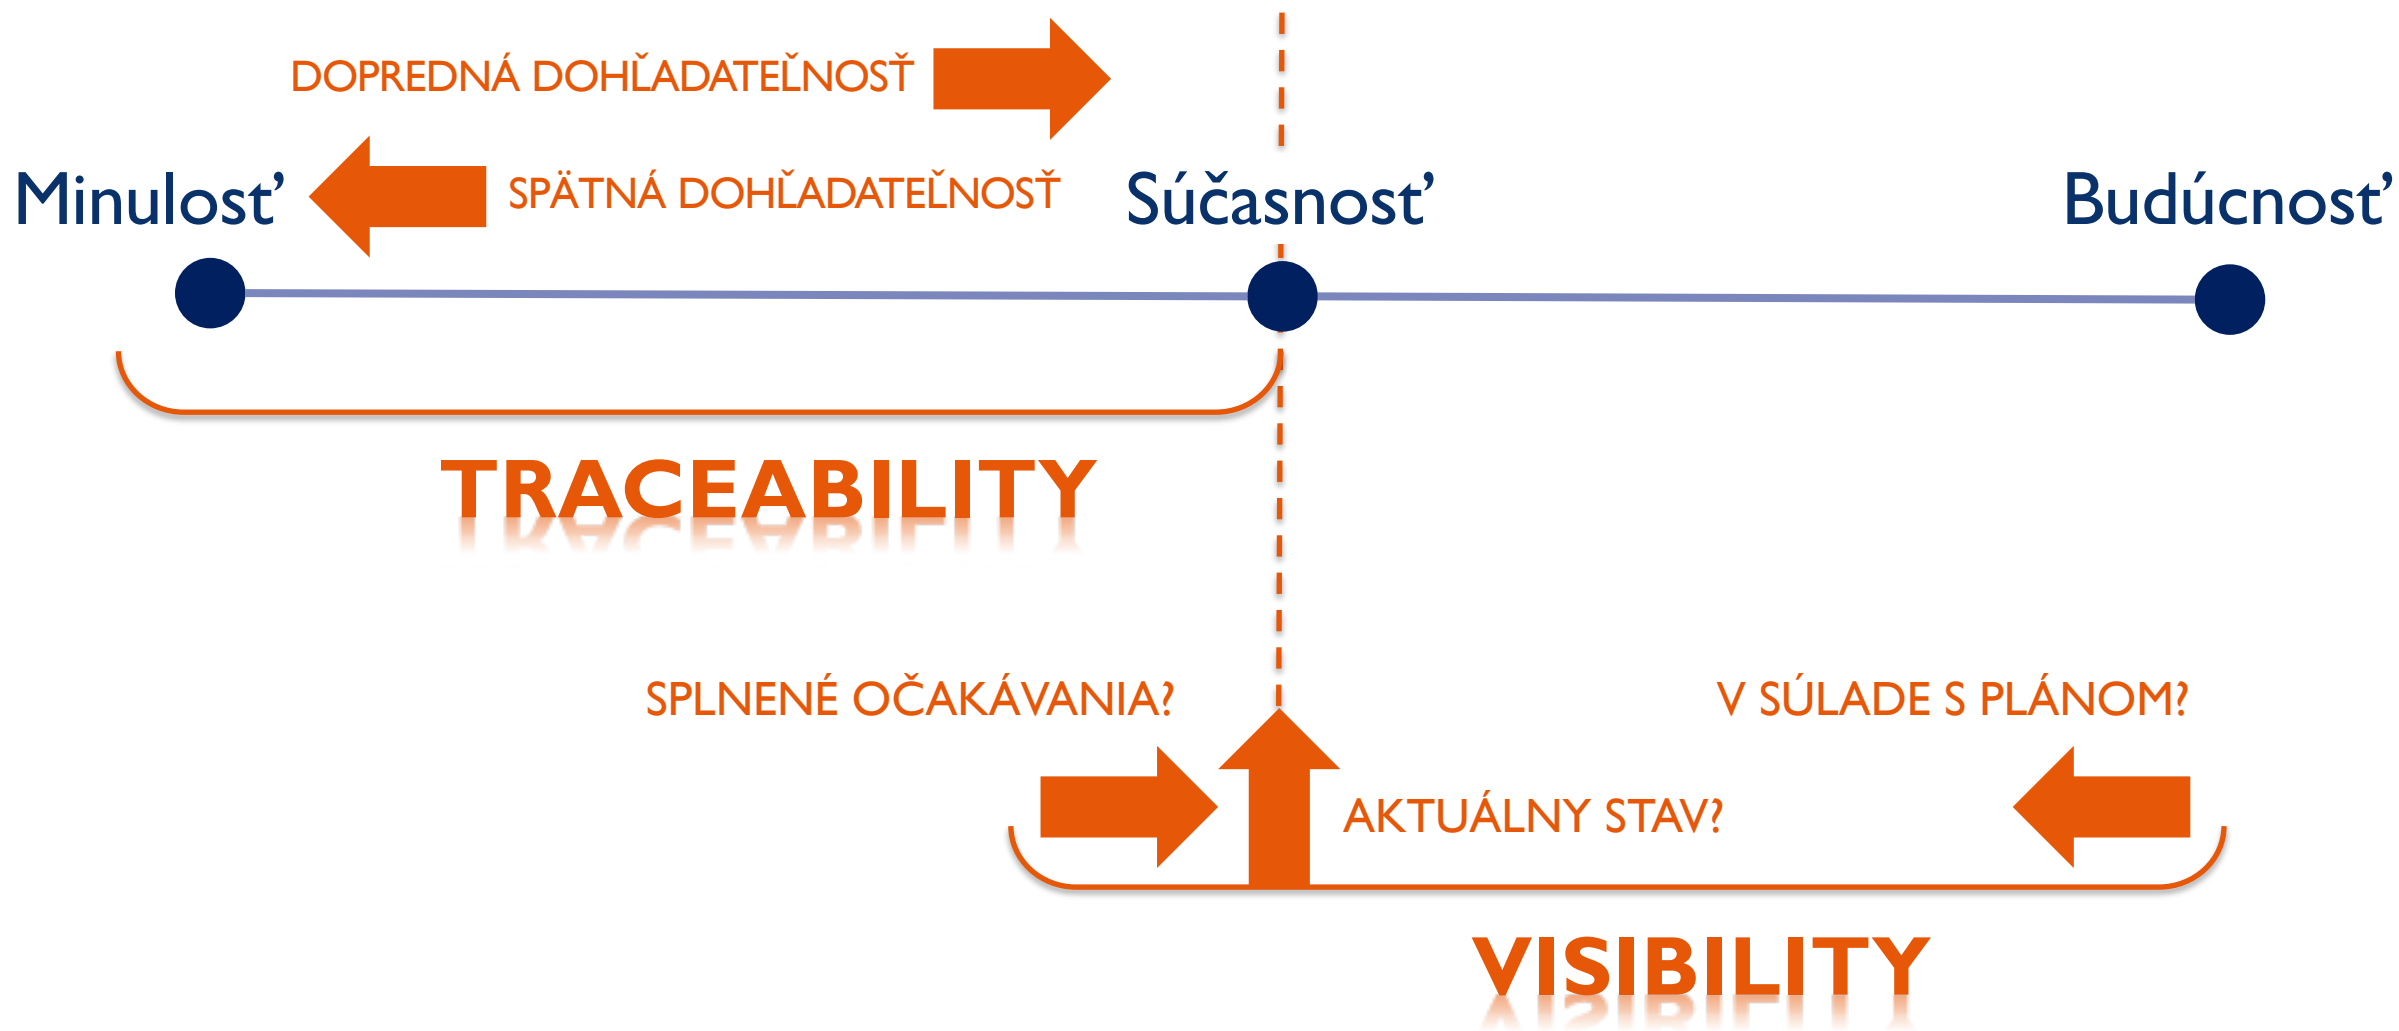 DOPREDNÁ DOHĽADATEĽNOSŤ
SPÄTNÁ DOHĽADATEĽNOSŤ
Minulosť
Súčasnosť
Budúcnosť
TRACEABILITY
SPLNENÉ OČAKÁVANIA?
V SÚLADE S PLÁNOM?
AKTUÁLNY STAV?
VISIBILITY